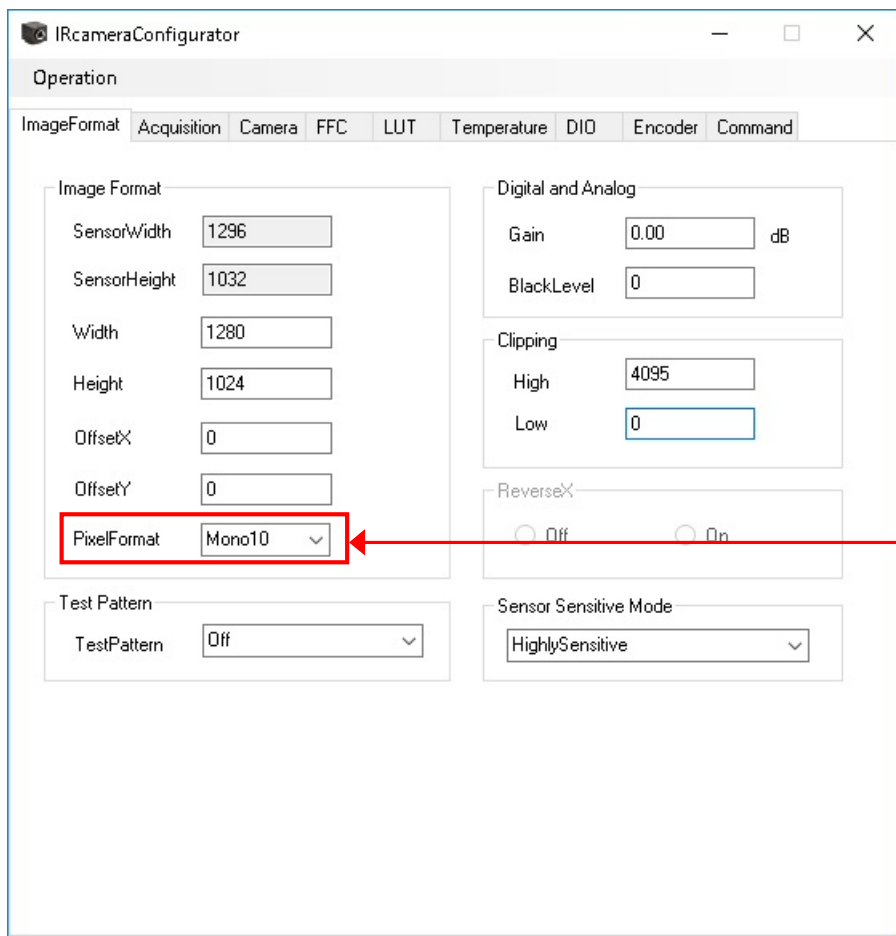 IRcameraConfigurator
Operation
ImageFormat Acquisition Camera FFC LUT Temperature DIO Encoder Command
Image Format
SensorWidth 1296
SensorHeight 1032
Width 1280
Height 1024
OffsetX 0
OffsetY 0
PixelFormat Mono10
Test Pattern
TestPattern Off
Digital and Analog
Gain 0.00 dB
BlackLevel 0
Clipping
High 4095
Low 0
ReverseX
Off On
Sensor Sensitive Mode
HighlySensitive